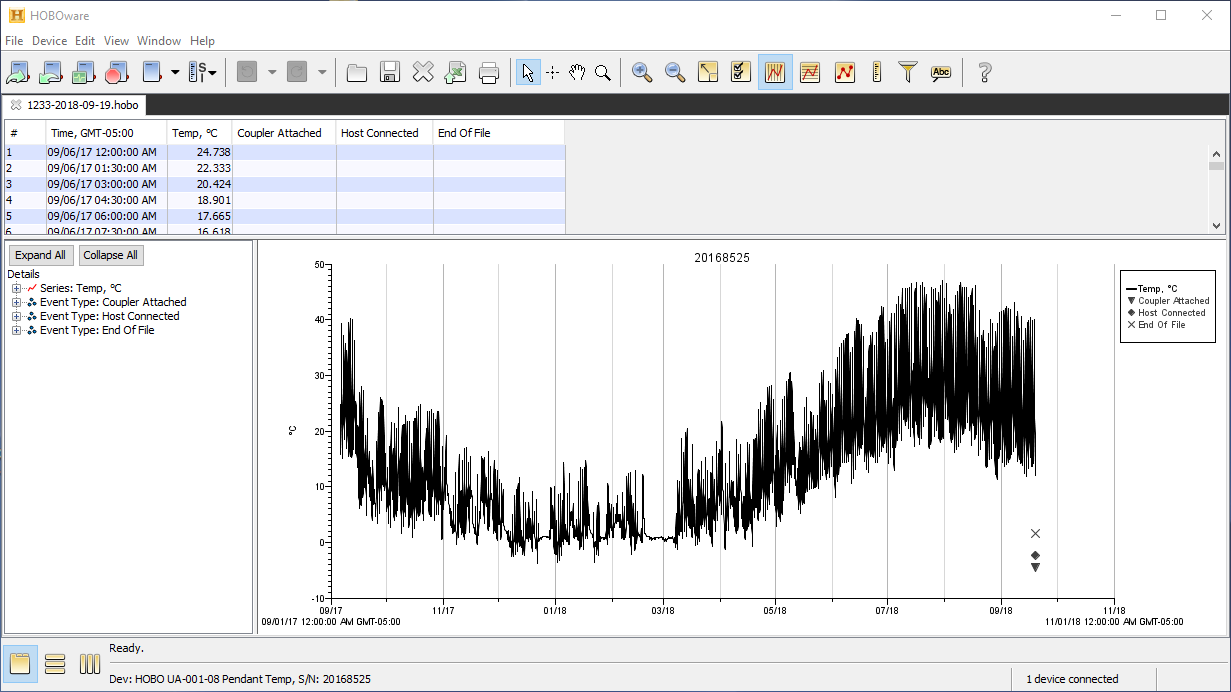 HOBOware
File Device Edit View Window Help
S
I
Abc
?
1233-2018-09-19.hobo
# Time, GMT-05:00 Temp, °C Coupler Attached Host Connected End Of File
1 09/06/17 12:00:00 AM 24.738
2 09/06/17 01:30:00 AM 22.333
3 09/06/17 03:00:00 AM 20.424
4 09/06/17 04:30:00 AM 18.901
5 09/06/17 06:00:00 AM 17.665
6 09/06/17 07:30:00 AM 16.618
Expand All Collapse All
Details
Series: Temp, °C
Event Type: Coupler Attached
Event Type: Host Connected
Event Type: End Of File
20168525
50
40
30
20
10
0
-10
°C
09/17 11/17 01/18 03/18 05/18 07/18 09/18 11/18
09/01/17 12:00:00 AM GMT-05:00 11/01/18 12:00:00 AM GMT-05:00
Temp, °C
Coupler Attached
Host Connected
End Of File
Ready.
Dev: HOBO UA-001-08 Pendant Temp, S/N: 20168525 1 device connected